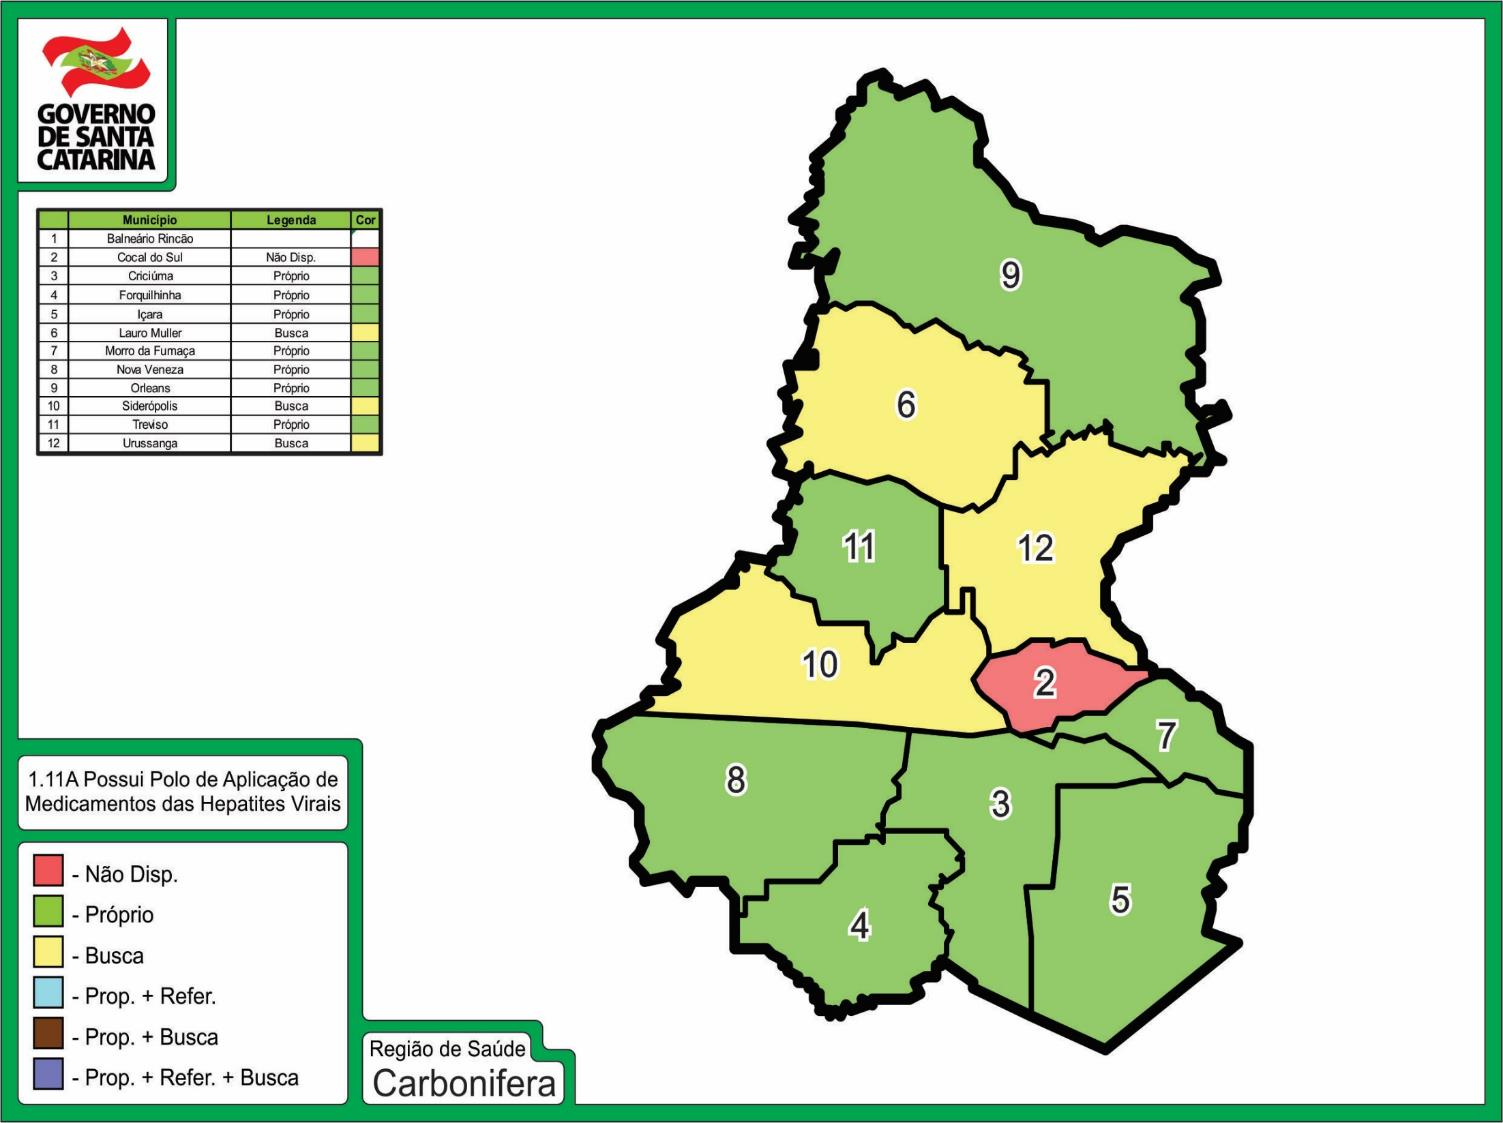 GOVERNO
DE SANTA
CATARINA
Município Legenda Cor
1 Balneário Rincão
2 Cocal do Sul Não Disp.
3 Criciúma Próprio
4 Forquilhinha Próprio
5 Içara Próprio
6 Lauro Muller Busca
7 Morro da Fumaça Próprio
8 Nova Veneza Próprio
9 Orleans Próprio
10 Siderópolis Busca
11 Treviso Próprio
12 Urussanga Busca
9
6
11
12
10
2
7
8
3
5
4
1.11A Possui Polo de Aplicação de
Medicamentos das Hepatites Virais
- Não Disp.
- Próprio
- Busca
- Prop. + Refer.
- Prop. + Busca
- Prop. + Refer. + Busca
Região de Saúde
Carbonifera